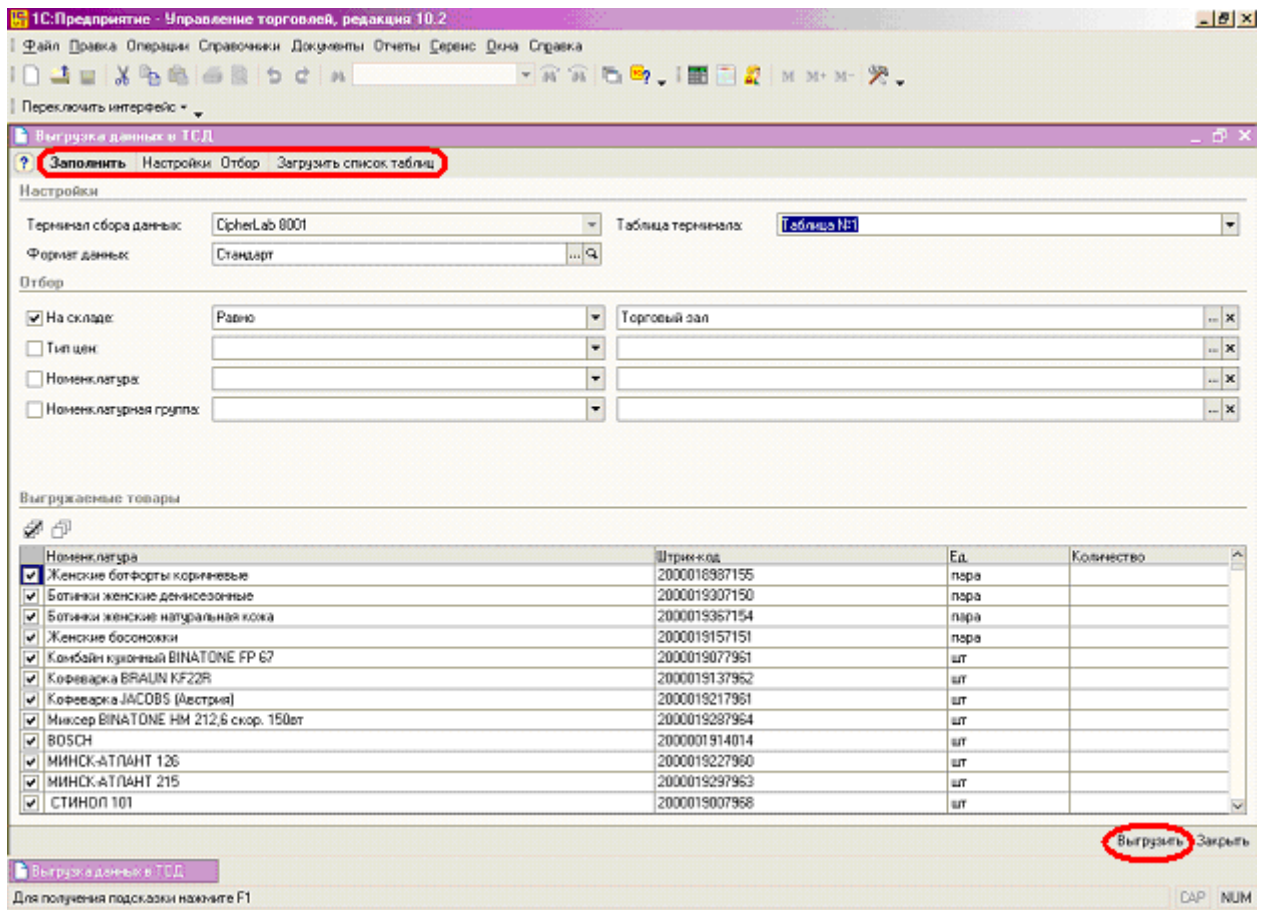 1С:Предприятие - Управление торговлей, редакция 10.2
Файл Правка Операции Справочники Документы Отчеты Сервис Окна Справка
M M+ M-
Переключить интерфейс
Выгрузка данных в ТСД
? Заполнить Настройки Отбор Загрузить список таблиц
Настройки
Терминал сбора данных: CipherLab 8001 Таблица терминала: Таблица №1
Формат данных: Стандарт ...
Отбор
На складе: Равно Торговый зал ...
Тип цен: ...
Номенклатура: ...
Номенклатурная группа: ...
Выгружаемые товары
Номенклатура Штрих-код Ед. Количество
Женские ботфорты коричневые 2000018987155 пара
Ботинки женские демисезонные 2000019307150 пара
Ботинки женские натуральная кожа 2000019367154 пара
Женские босоножки 2000019157151 пара
Комбайн кухонный BINATONE FP 67 2000019077961 шт
Кофеварка BRAUN KF22R 2000019137962 шт
Кофеварка JACOBS (Австрия) 2000019217961 шт
Миксер BINATONE HM 212,6 скор. 150вт 2000019287964 шт
BOSCH 2000001914014 шт
МИНСК-АТЛАНТ 126 2000019227960 шт
МИНСК-АТЛАНТ 215 2000019297963 шт
СТИНОЛ 101 2000019007968 шт
Выгрузить Закрыть
Выгрузка данных в ТСД
Для получения подсказки нажмите F1 CAP NUM